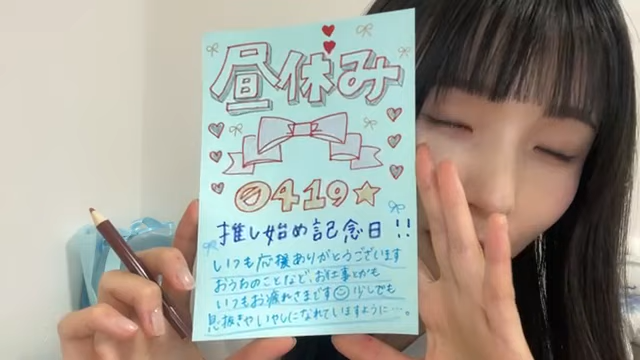 昼休み
0419
推し始め記念日!!
いつも応援ありがとうございます
おうちのことなど、お仕事とかも
いつもお疲れさまです 少しでも
息抜きやいやしになれていますように…。